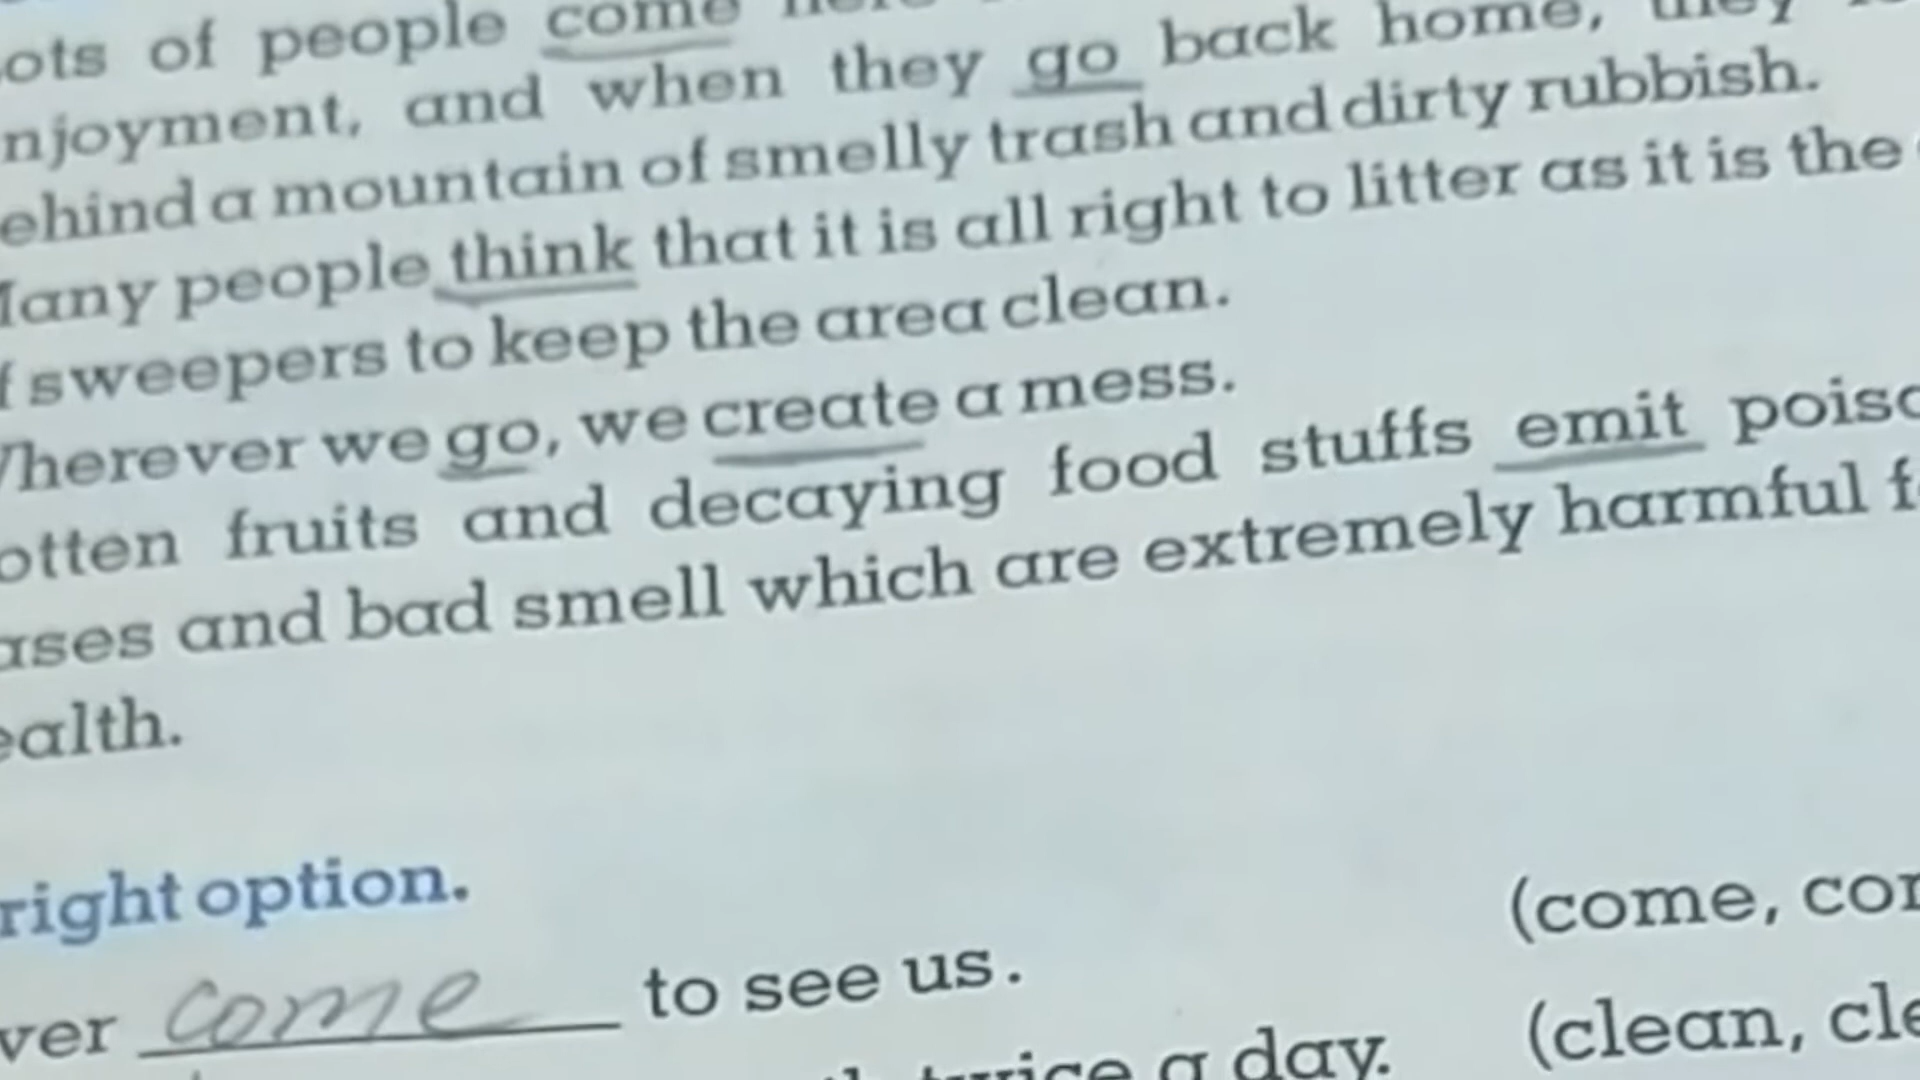 ots of people come
njoyment, and when they go back home, they
ehind a mountain of smelly trash and dirty rubbish.
any people think that it is all right to litter as it is the
f sweepers to keep the area clean.
Wherever we go, we create a mess.
otten fruits and decaying food stuffs emit poiso
ases and bad smell which are extremely harmful f
ealth.
right option.
(come, co
ver come to see us.
(clean, cle
twice a day.